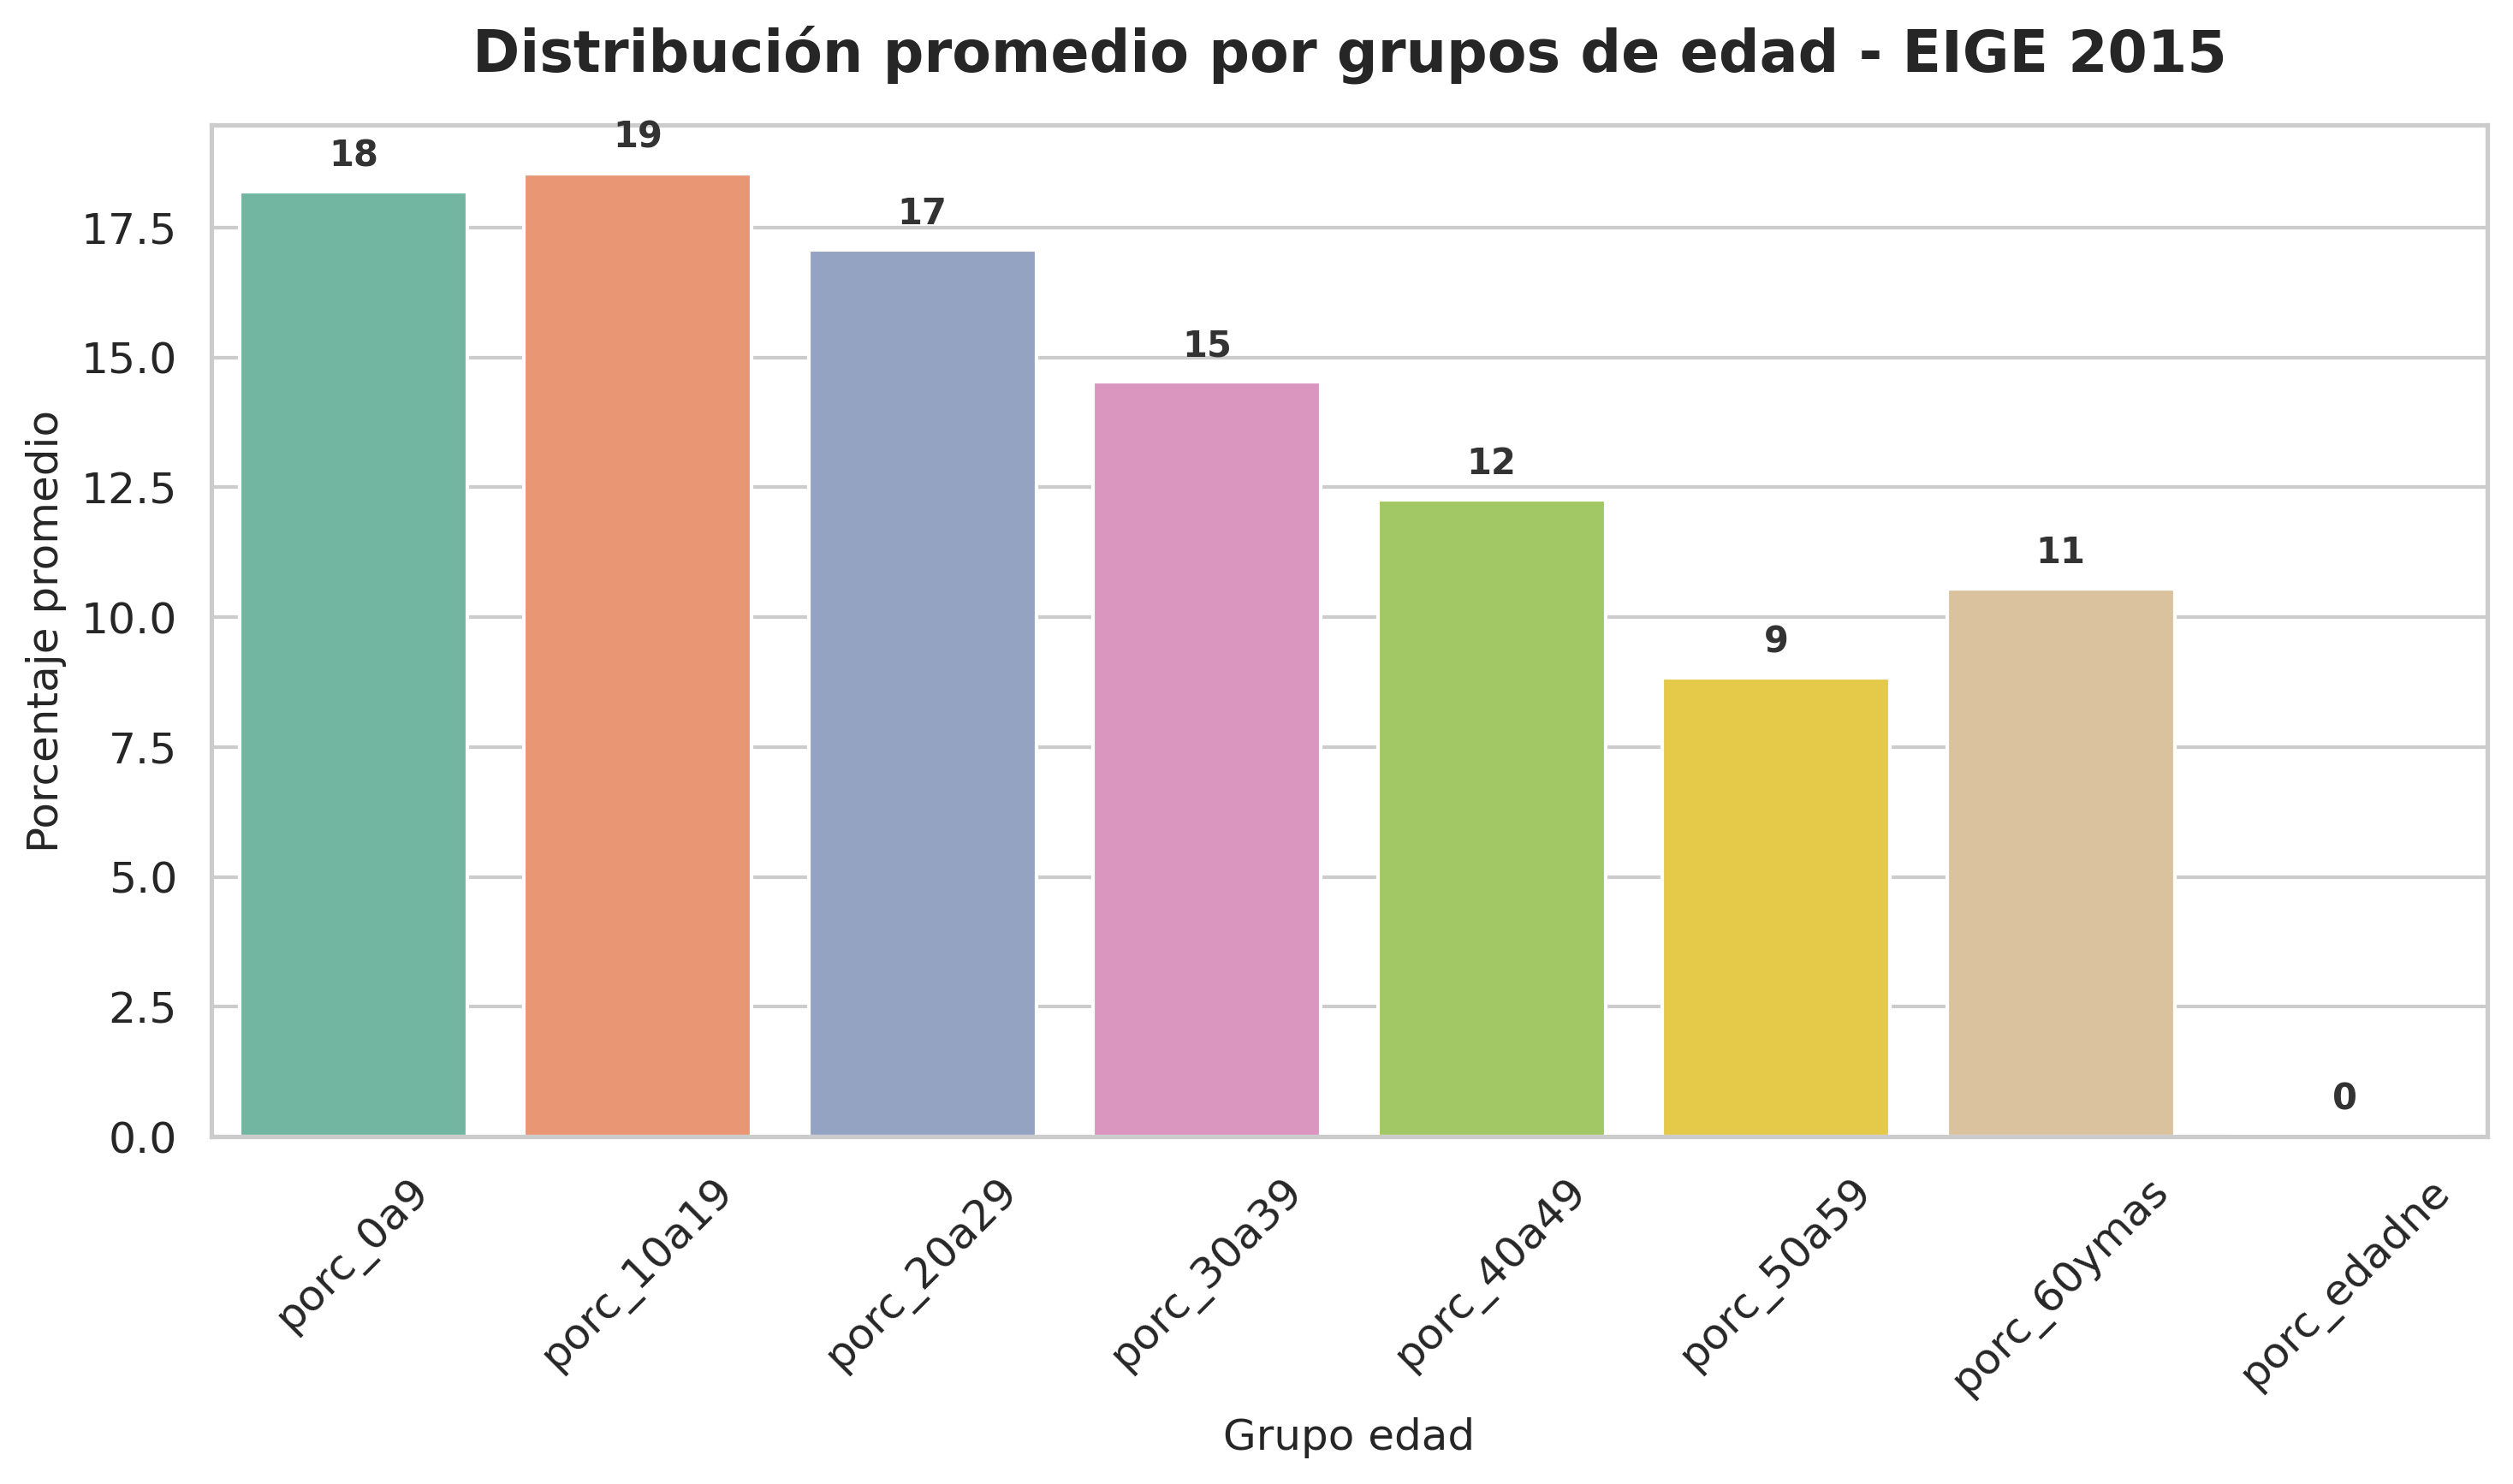 Distribución promedio por grupos de edad - EIGE 2015
Porcentaje promedio
17.5
15.0
12.5
10.0
7.5
5.0
2.5
0.0
18
19
17
15
12
9
11
0
porc_0a9
porc_10a19
porc_20a29
porc_30a39
porc_40a49
porc_50a59
porc_60ymas
porc_edadne
Grupo edad